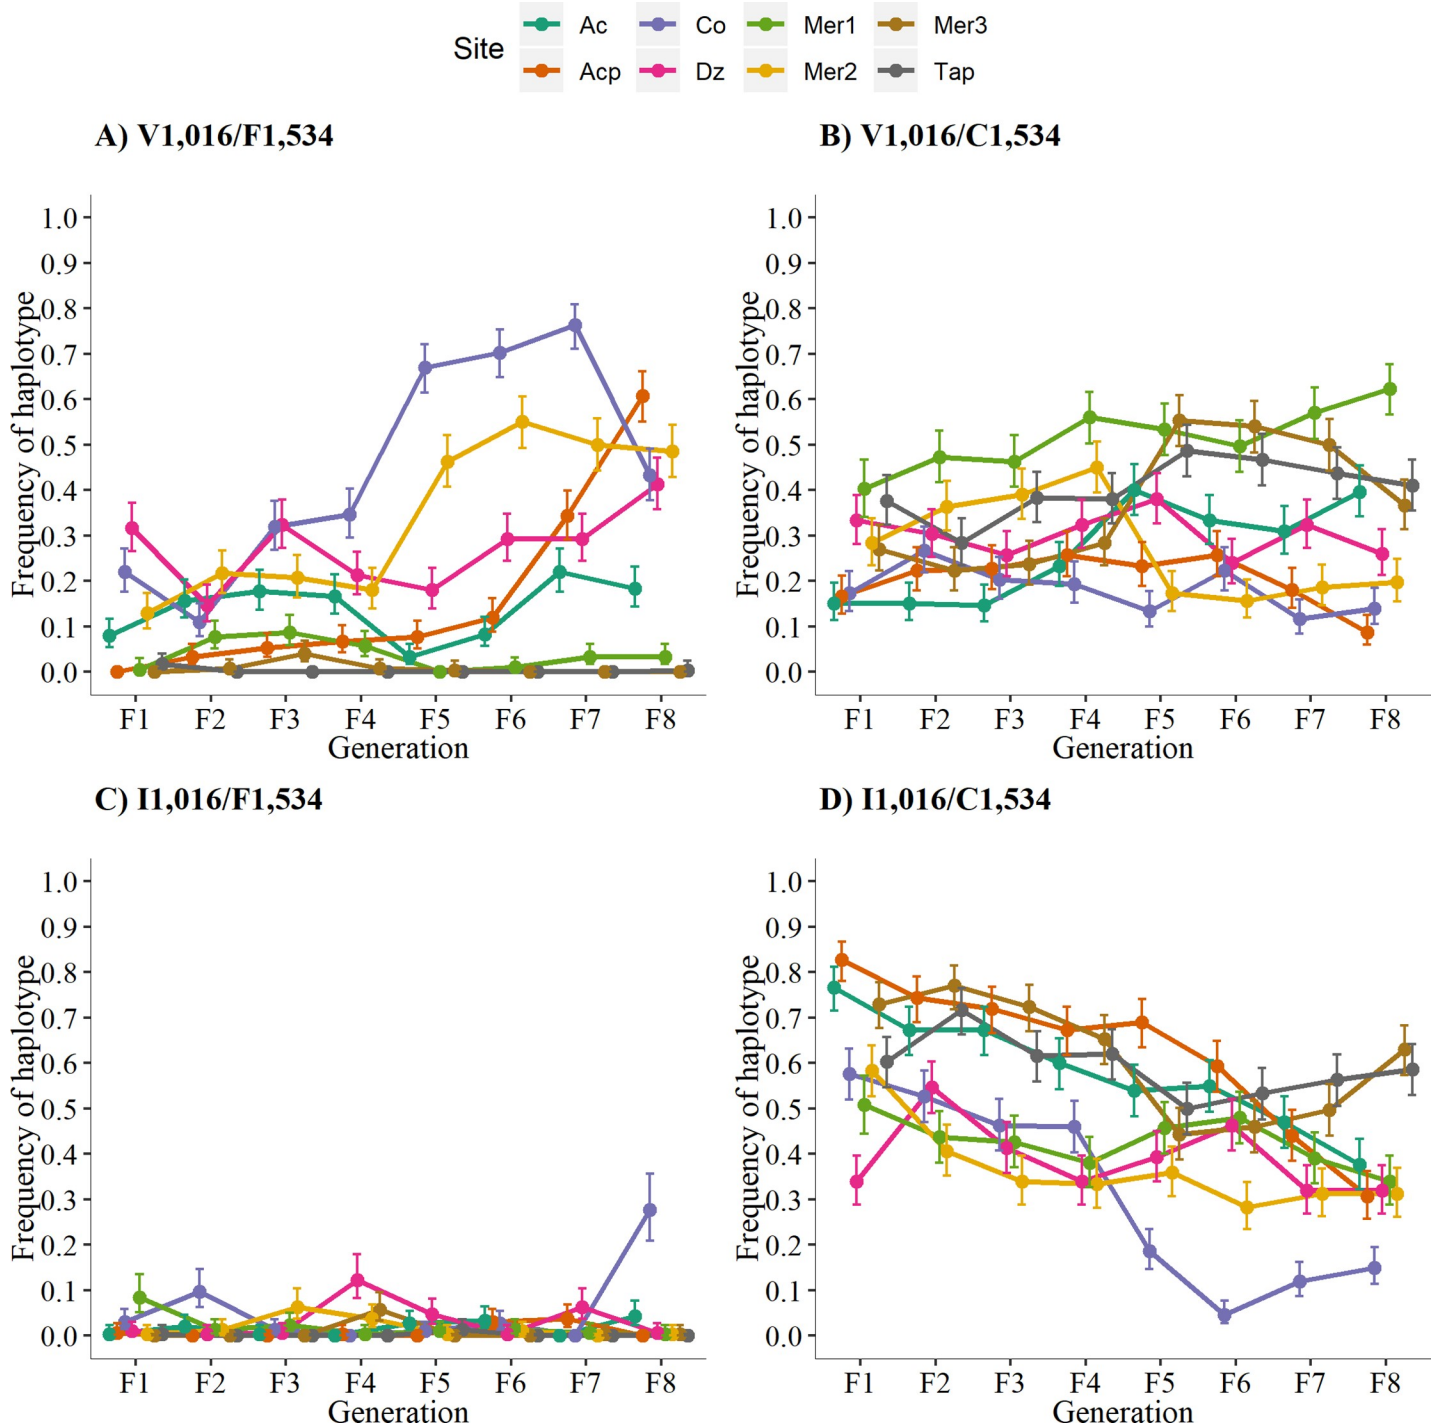 Site
Ac
Co
Mer1
Mer3
Acp
Dz
Mer2
Tap
A) V1,016/F1,534
Frequency of haplotype
1.0
0.9
0.8
0.7
0.6
0.5
0.4
0.3
0.2
0.1
0.0
F1 F2 F3 F4 F5 F6 F7 F8
Generation
B) V1,016/C1,534
Frequency of haplotype
1.0
0.9
0.8
0.7
0.6
0.5
0.4
0.3
0.2
0.1
0.0
F1 F2 F3 F4 F5 F6 F7 F8
Generation
C) I1,016/F1,534
Frequency of haplotype
1.0
0.9
0.8
0.7
0.6
0.5
0.4
0.3
0.2
0.1
0.0
F1 F2 F3 F4 F5 F6 F7 F8
Generation
D) I1,016/C1,534
Frequency of haplotype
1.0
0.9
0.8
0.7
0.6
0.5
0.4
0.3
0.2
0.1
0.0
F1 F2 F3 F4 F5 F6 F7 F8
Generation